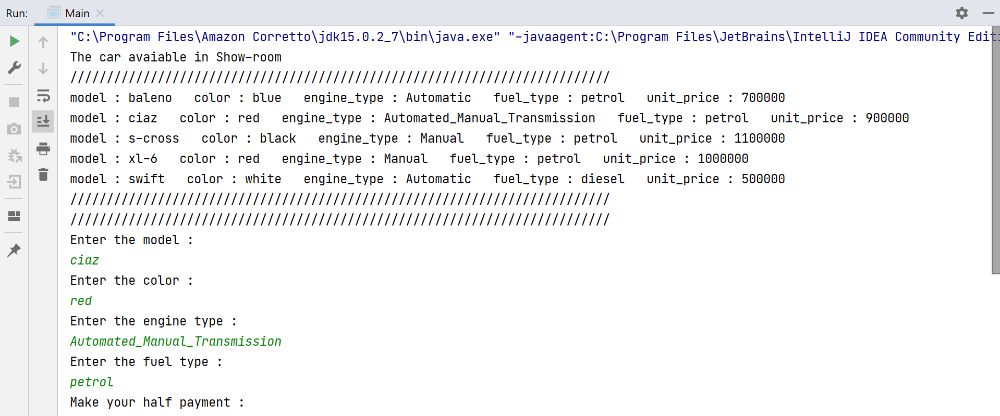 Run: Main
"C:\Program Files\Amazon Corretto\jdk15.0.2_7\bin\java.exe" "-javaagent:C:\Program Files\JetBrains\IntelliJ IDEA Community Editi
The car avaiable in Show-room
//////////////////////////////////////////////////////////////////////////
model : baleno   color : blue   engine_type : Automatic   fuel_type : petrol   unit_price : 700000
model : ciaz   color : red   engine_type : Automated_Manual_Transmission   fuel_type : petrol   unit_price : 900000
model : s-cross   color : black   engine_type : Manual   fuel_type : petrol   unit_price : 1100000
model : xl-6   color : red   engine_type : Manual   fuel_type : petrol   unit_price : 1000000
model : swift   color : white   engine_type : Automatic   fuel_type : diesel   unit_price : 500000
//////////////////////////////////////////////////////////////////////////
//////////////////////////////////////////////////////////////////////////
Enter the model :
ciaz
Enter the color :
red
Enter the engine type :
Automated_Manual_Transmission
Enter the fuel type :
petrol
Make your half payment :